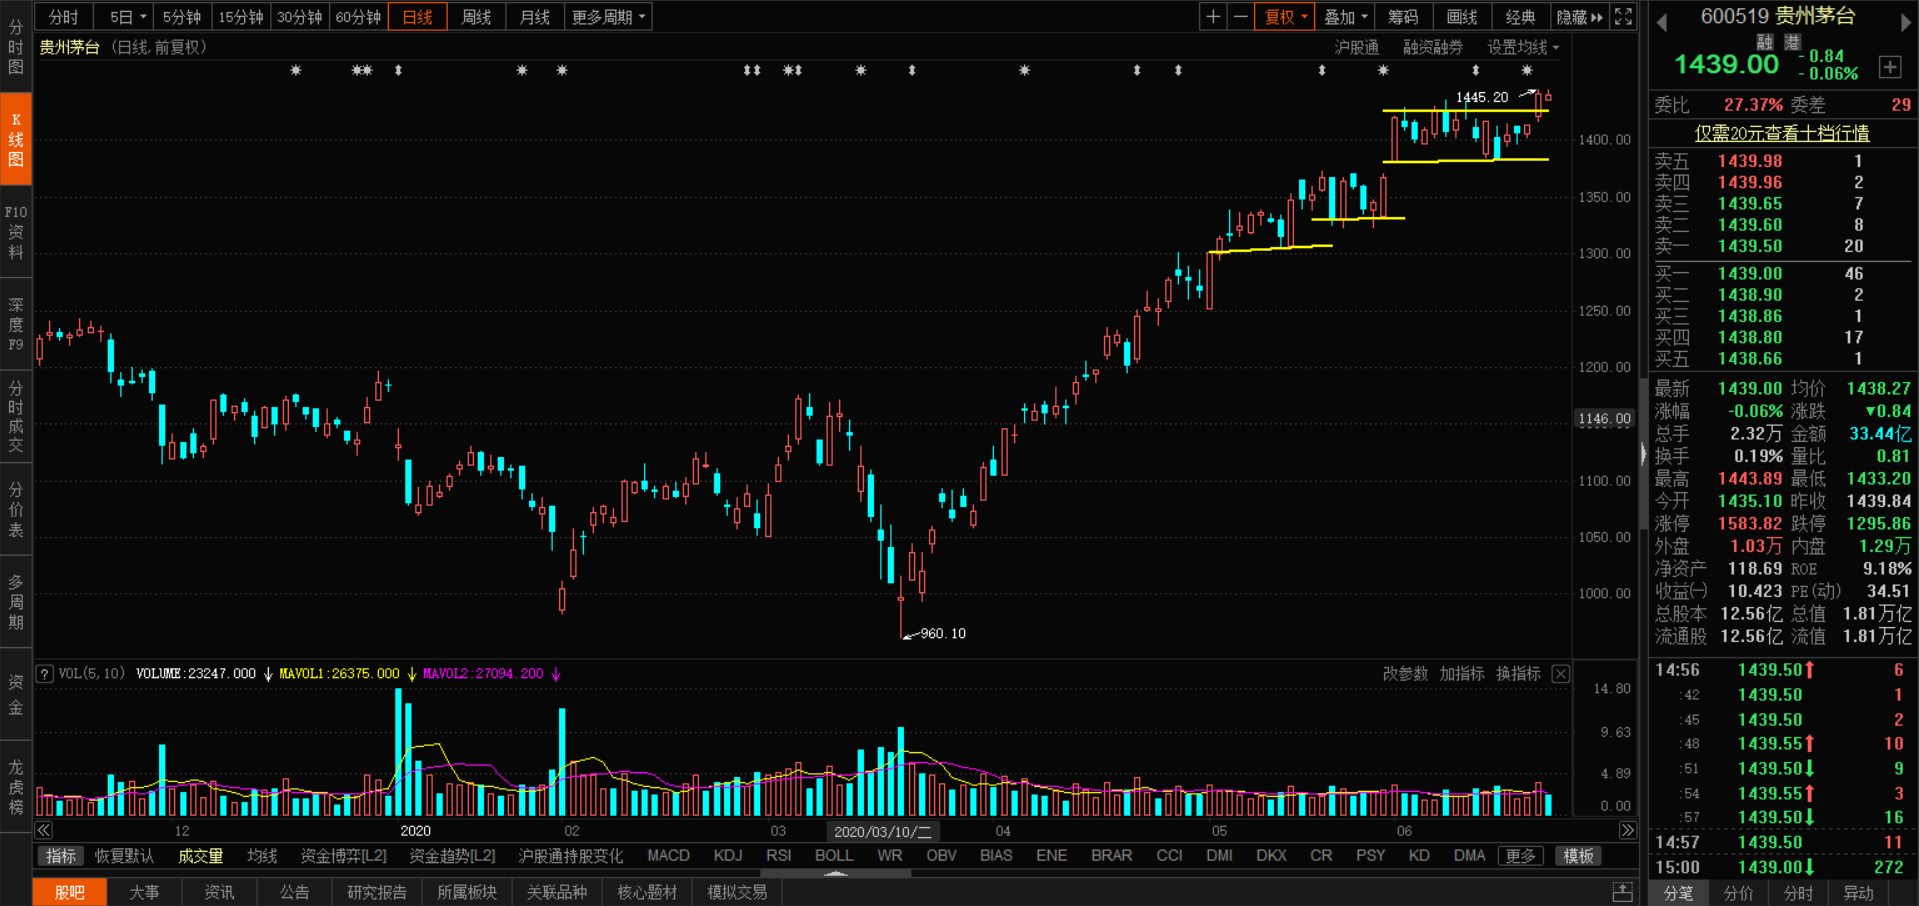 分时 5日 5分钟 15分钟 30分钟 60分钟 日线 周线 月线 更多周期
复权 叠加 筹码 画线 经典 隐藏
贵州茅台 (日线,前复权)
沪股通 融资融券 设置均线
分时图
K线图
F10资料
深度F9
分时成交
分价表
多周期
资金
龙虎榜
1445.20
960.10
1400.00
1350.00
1300.00
1250.00
1200.00
1146.00
1100.00
1050.00
1000.00
? VOL(5,10) VOLUME:23247.000 ↓ MAVOL1:26375.000 ↓ MAVOL2:27094.200 ↓
改参数 加指标 换指标
14.80
9.63
4.89
0.00
12 2020 02 03 2020/03/10/二 04 05 06
指标 恢复默认 成交量 均线 资金博弈[L2] 资金趋势[L2] 沪股通持股变化 MACD KDJ RSI BOLL WR OBV BIAS ENE BRAR CCI DMI DKX CR PSY KD DMA 更多 模板
股吧 大事 资讯 公告 研究报告 所属板块 关联品种 核心题材 模拟交易
600519 贵州茅台
融 港
1439.00 -0.84
-0.06%
委比 27.37% 委差 29
仅需20元查看十档行情
卖五 1439.98 1
卖四 1439.96 2
卖三 1439.65 7
卖二 1439.60 8
卖一 1439.50 20
买一 1439.00 46
买二 1438.90 2
买三 1438.86 1
买四 1438.80 17
买五 1438.66 1
最新 1439.00 均价 1438.27
涨幅 -0.06% 涨跌 ▼0.84
总手 2.32万 金额 33.44亿
换手 0.19% 量比 0.81
最高 1443.89 最低 1433.20
今开 1435.10 昨收 1439.84
涨停 1583.82 跌停 1295.86
外盘 1.03万 内盘 1.29万
净资产 118.69 ROE 9.18%
收益㈠ 10.423 PE(动) 34.51
总股本 12.56亿 总值 1.81万亿
流通股 12.56亿 流值 1.81万亿
14:56 1439.50↑ 6
:42 1439.50 1
:45 1439.50 2
:48 1439.55↑ 10
:51 1439.50↓ 9
:54 1439.55↑ 3
:57 1439.50↓ 16
14:57 1439.50 11
15:00 1439.00↓ 272
分笔 分价 分时 异动